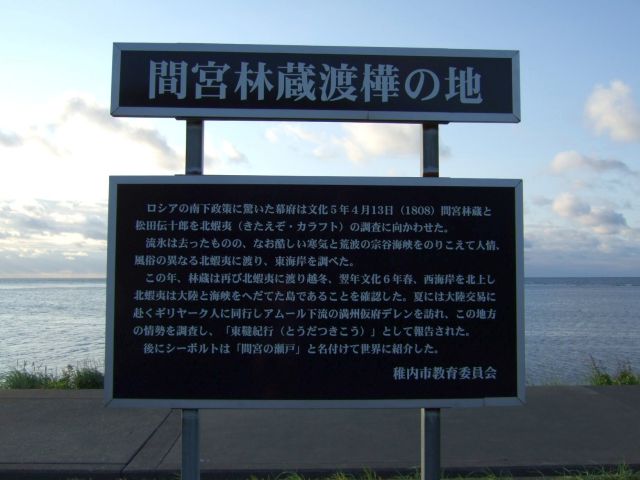 間宮林蔵渡樺の地
ロシアの南下政策に驚いた幕府は文化5年4月13日（1808）間宮林蔵と
松田伝十郎を北蝦夷（きたえぞ・カラフト）の調査に向かわせた。
流氷は去ったものの、なお酷しい寒気と荒波の宗谷海峡をのりこえて人情、
風俗の異なる北蝦夷に渡り、東海岸を調べた。
この年、林蔵は再び北蝦夷に渡り越冬、翌年文化6年春、西海岸を北上し
北蝦夷は大陸と海峡をへだてた島であることを確認した。夏には大陸交易に
赴くギリヤーク人に同行しアムール下流の満州仮府デレンを訪れ、この地方
の情勢を調査し、「東韃紀行（とうだつきこう）」として報告された。
後にシーボルトは「間宮の瀬戸」と名付けて世界に紹介した。
稚内市教育委員会